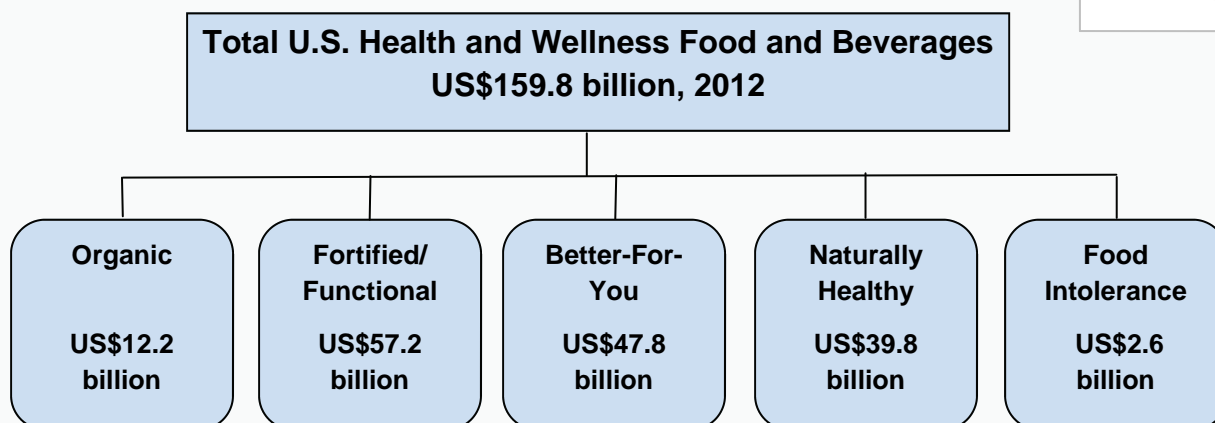 Total U.S. Health and Wellness Food and Beverages
US$159.8 billion, 2012
Organic
US$12.2
billion
Fortified/
Functional
US$57.2
billion
Better-For-
You
US$47.8
billion
Naturally
Healthy
US$39.8
billion
Food
Intolerance
US$2.6
billion